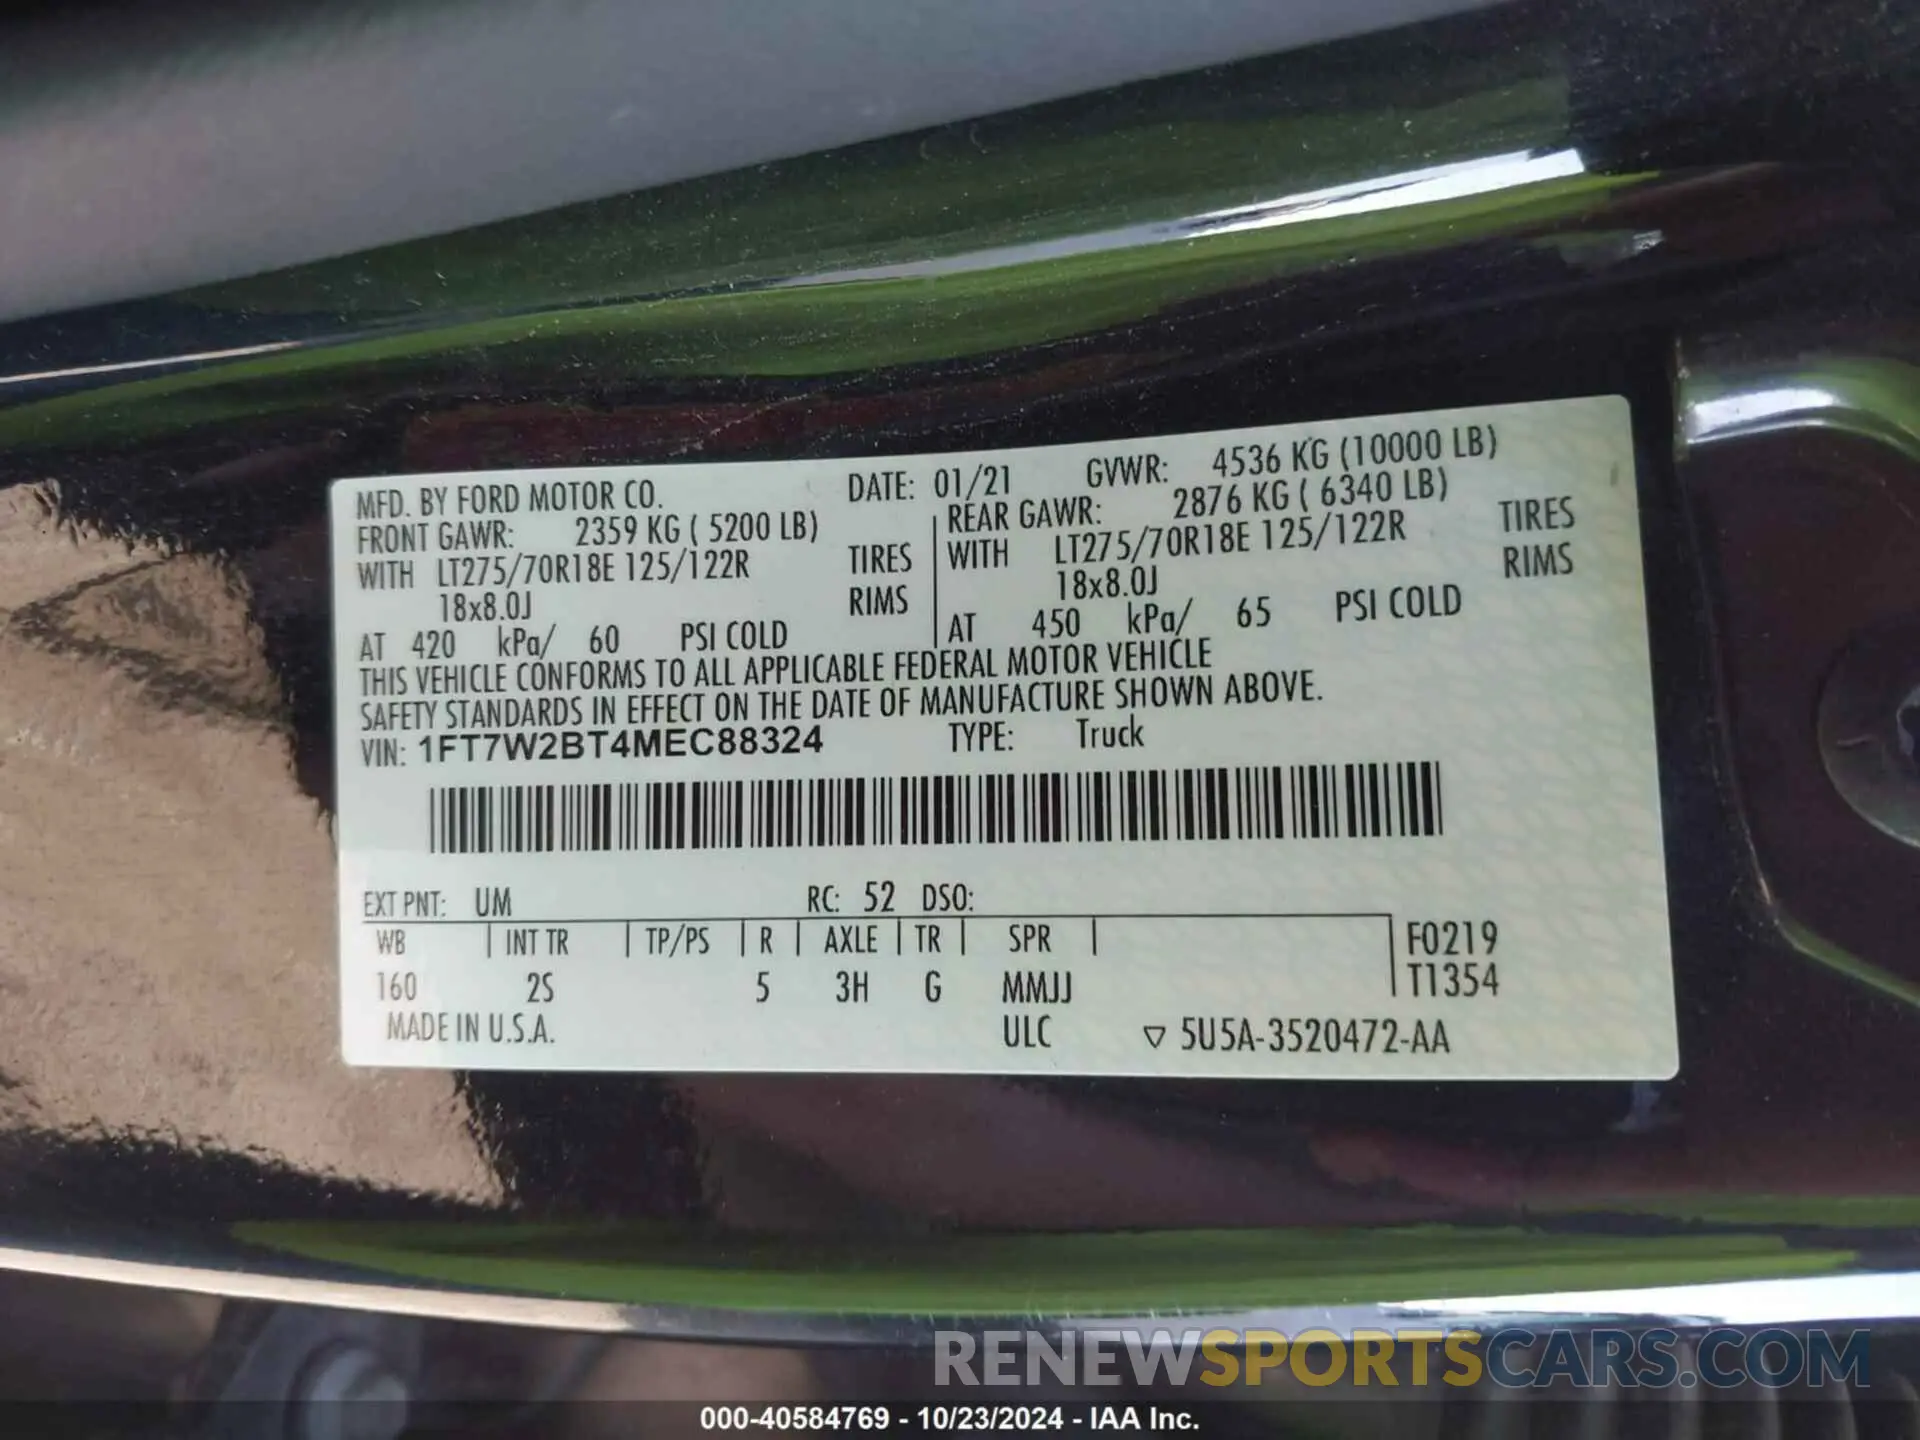 MFD. BY FORD MOTOR CO. DATE: 01/21 GVWR: 4536 KG (10000 LB)
FRONT GAWR: 2359 KG ( 5200 LB) REAR GAWR: 2876 KG ( 6340 LB)
WITH LT275/70R18E 125/122R TIRES WITH LT275/70R18E 125/122R TIRES
18x8.0J RIMS 18x8.0J RIMS
AT 420 kPa/ 60 PSI COLD AT 450 kPa/ 65 PSI COLD
THIS VEHICLE CONFORMS TO ALL APPLICABLE FEDERAL MOTOR VEHICLE
SAFETY STANDARDS IN EFFECT ON THE DATE OF MANUFACTURE SHOWN ABOVE.
VIN: 1FT7W2BT4MEC88324 TYPE: Truck
EXT PNT: UM RC: 52 DSO:
WB INT TR TP/PS R AXLE TR SPR F0219
160 2S 5 3H G MMJJ T1354
MADE IN U.S.A. ULC ▽ 5U5A-3520472-AA
RENEWSPORTSCARS.COM
000-40584769 - 10/23/2024 - IAA Inc.